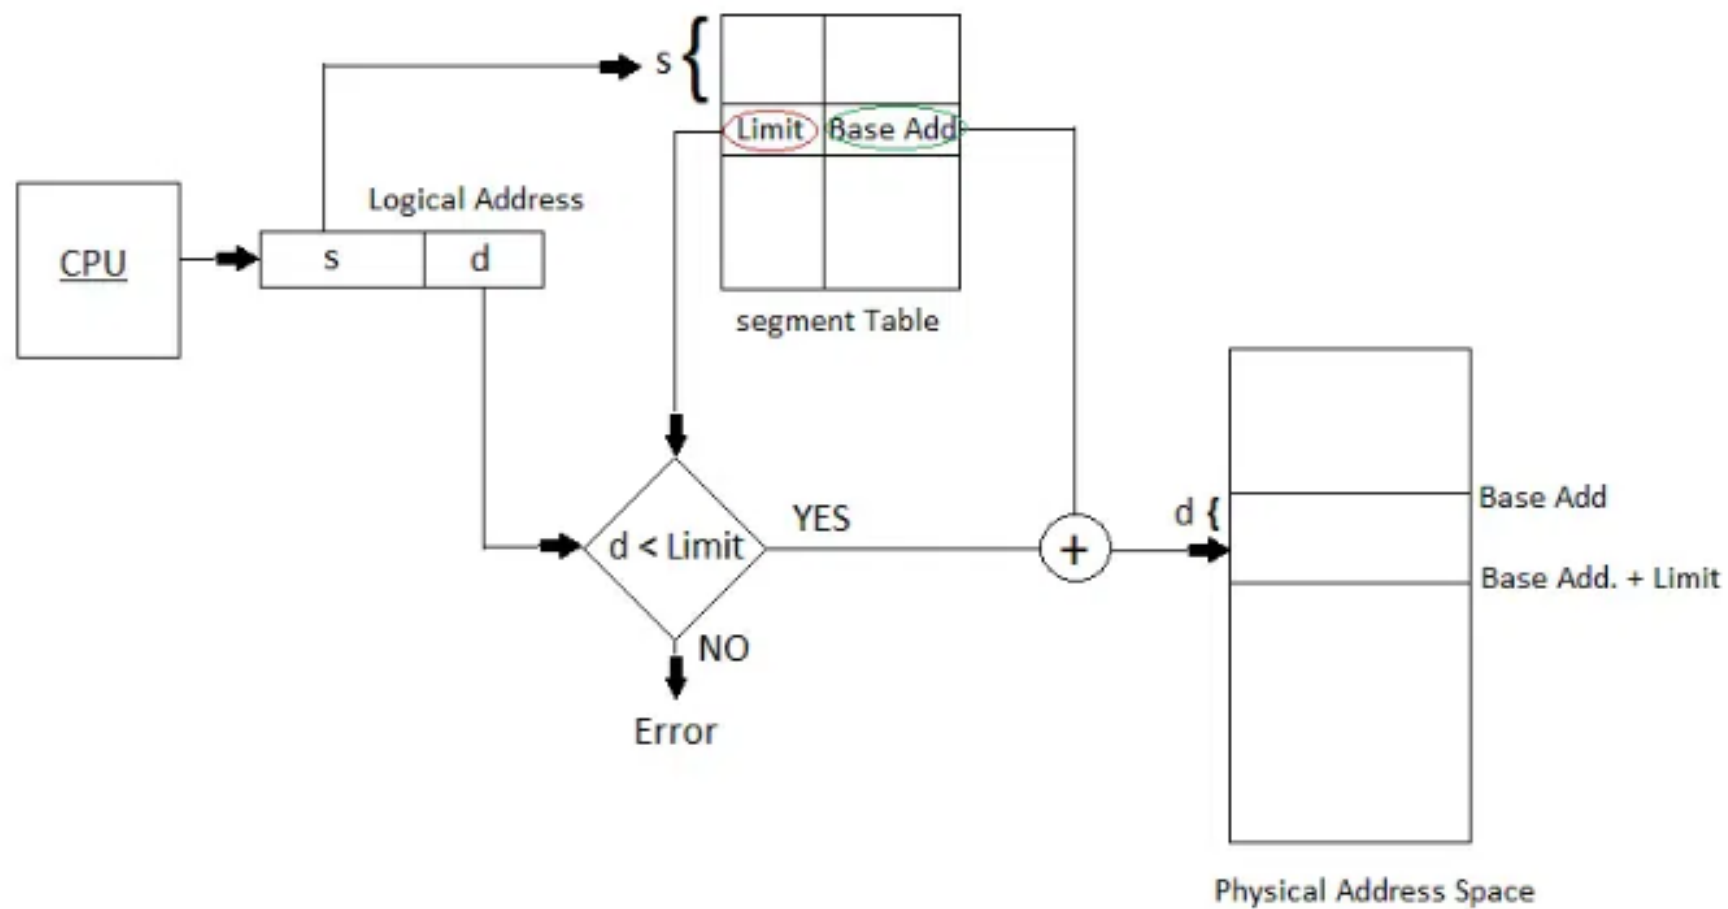 s {
Limit
Base Add
Logical Address
CPU
s
d
segment Table
YES
d {
Base Add
d < Limit
+
Base Add. + Limit
NO
Error
Physical Address Space